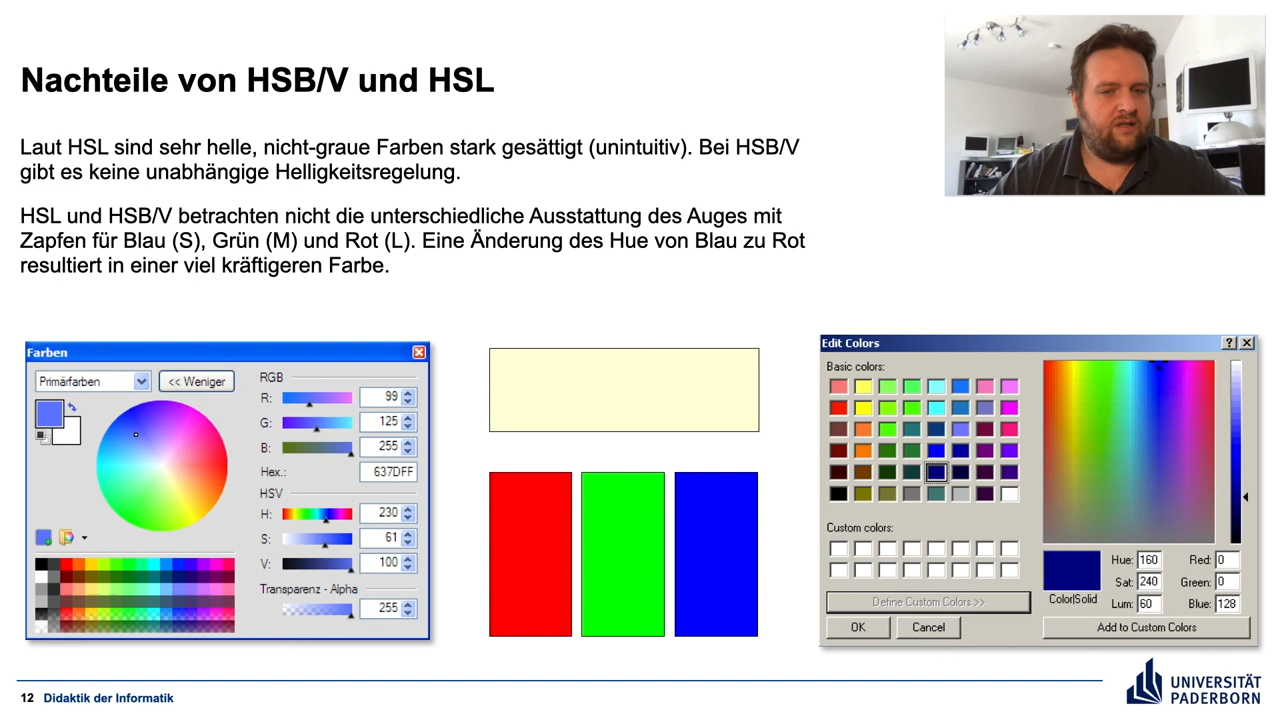 Nachteile von HSB/V und HSL
Laut HSL sind sehr helle, nicht-graue Farben stark gesättigt (unintuitiv). Bei HSB/V
gibt es keine unabhängige Helligkeitsregelung.
HSL und HSB/V betrachten nicht die unterschiedliche Ausstattung des Auges mit
Zapfen für Blau (S), Grün (M) und Rot (L). Eine Änderung des Hue von Blau zu Rot
resultiert in einer viel kräftigeren Farbe.
Farben
Primärfarben
<< Weniger
RGB
R: 99
G: 125
B: 255
Hex.: 637DFF
HSV
H: 230
S: 61
V: 100
Transparenz - Alpha
255
Edit Colors
Basic colors:
Custom colors:
Define Custom Colors >>
OK
Cancel
Color|Solid
Hue: 160
Red: 0
Sat: 240
Green: 0
Lum: 60
Blue: 128
Add to Custom Colors
12 Didaktik der Informatik
UNIVERSITÄT
PADERBORN